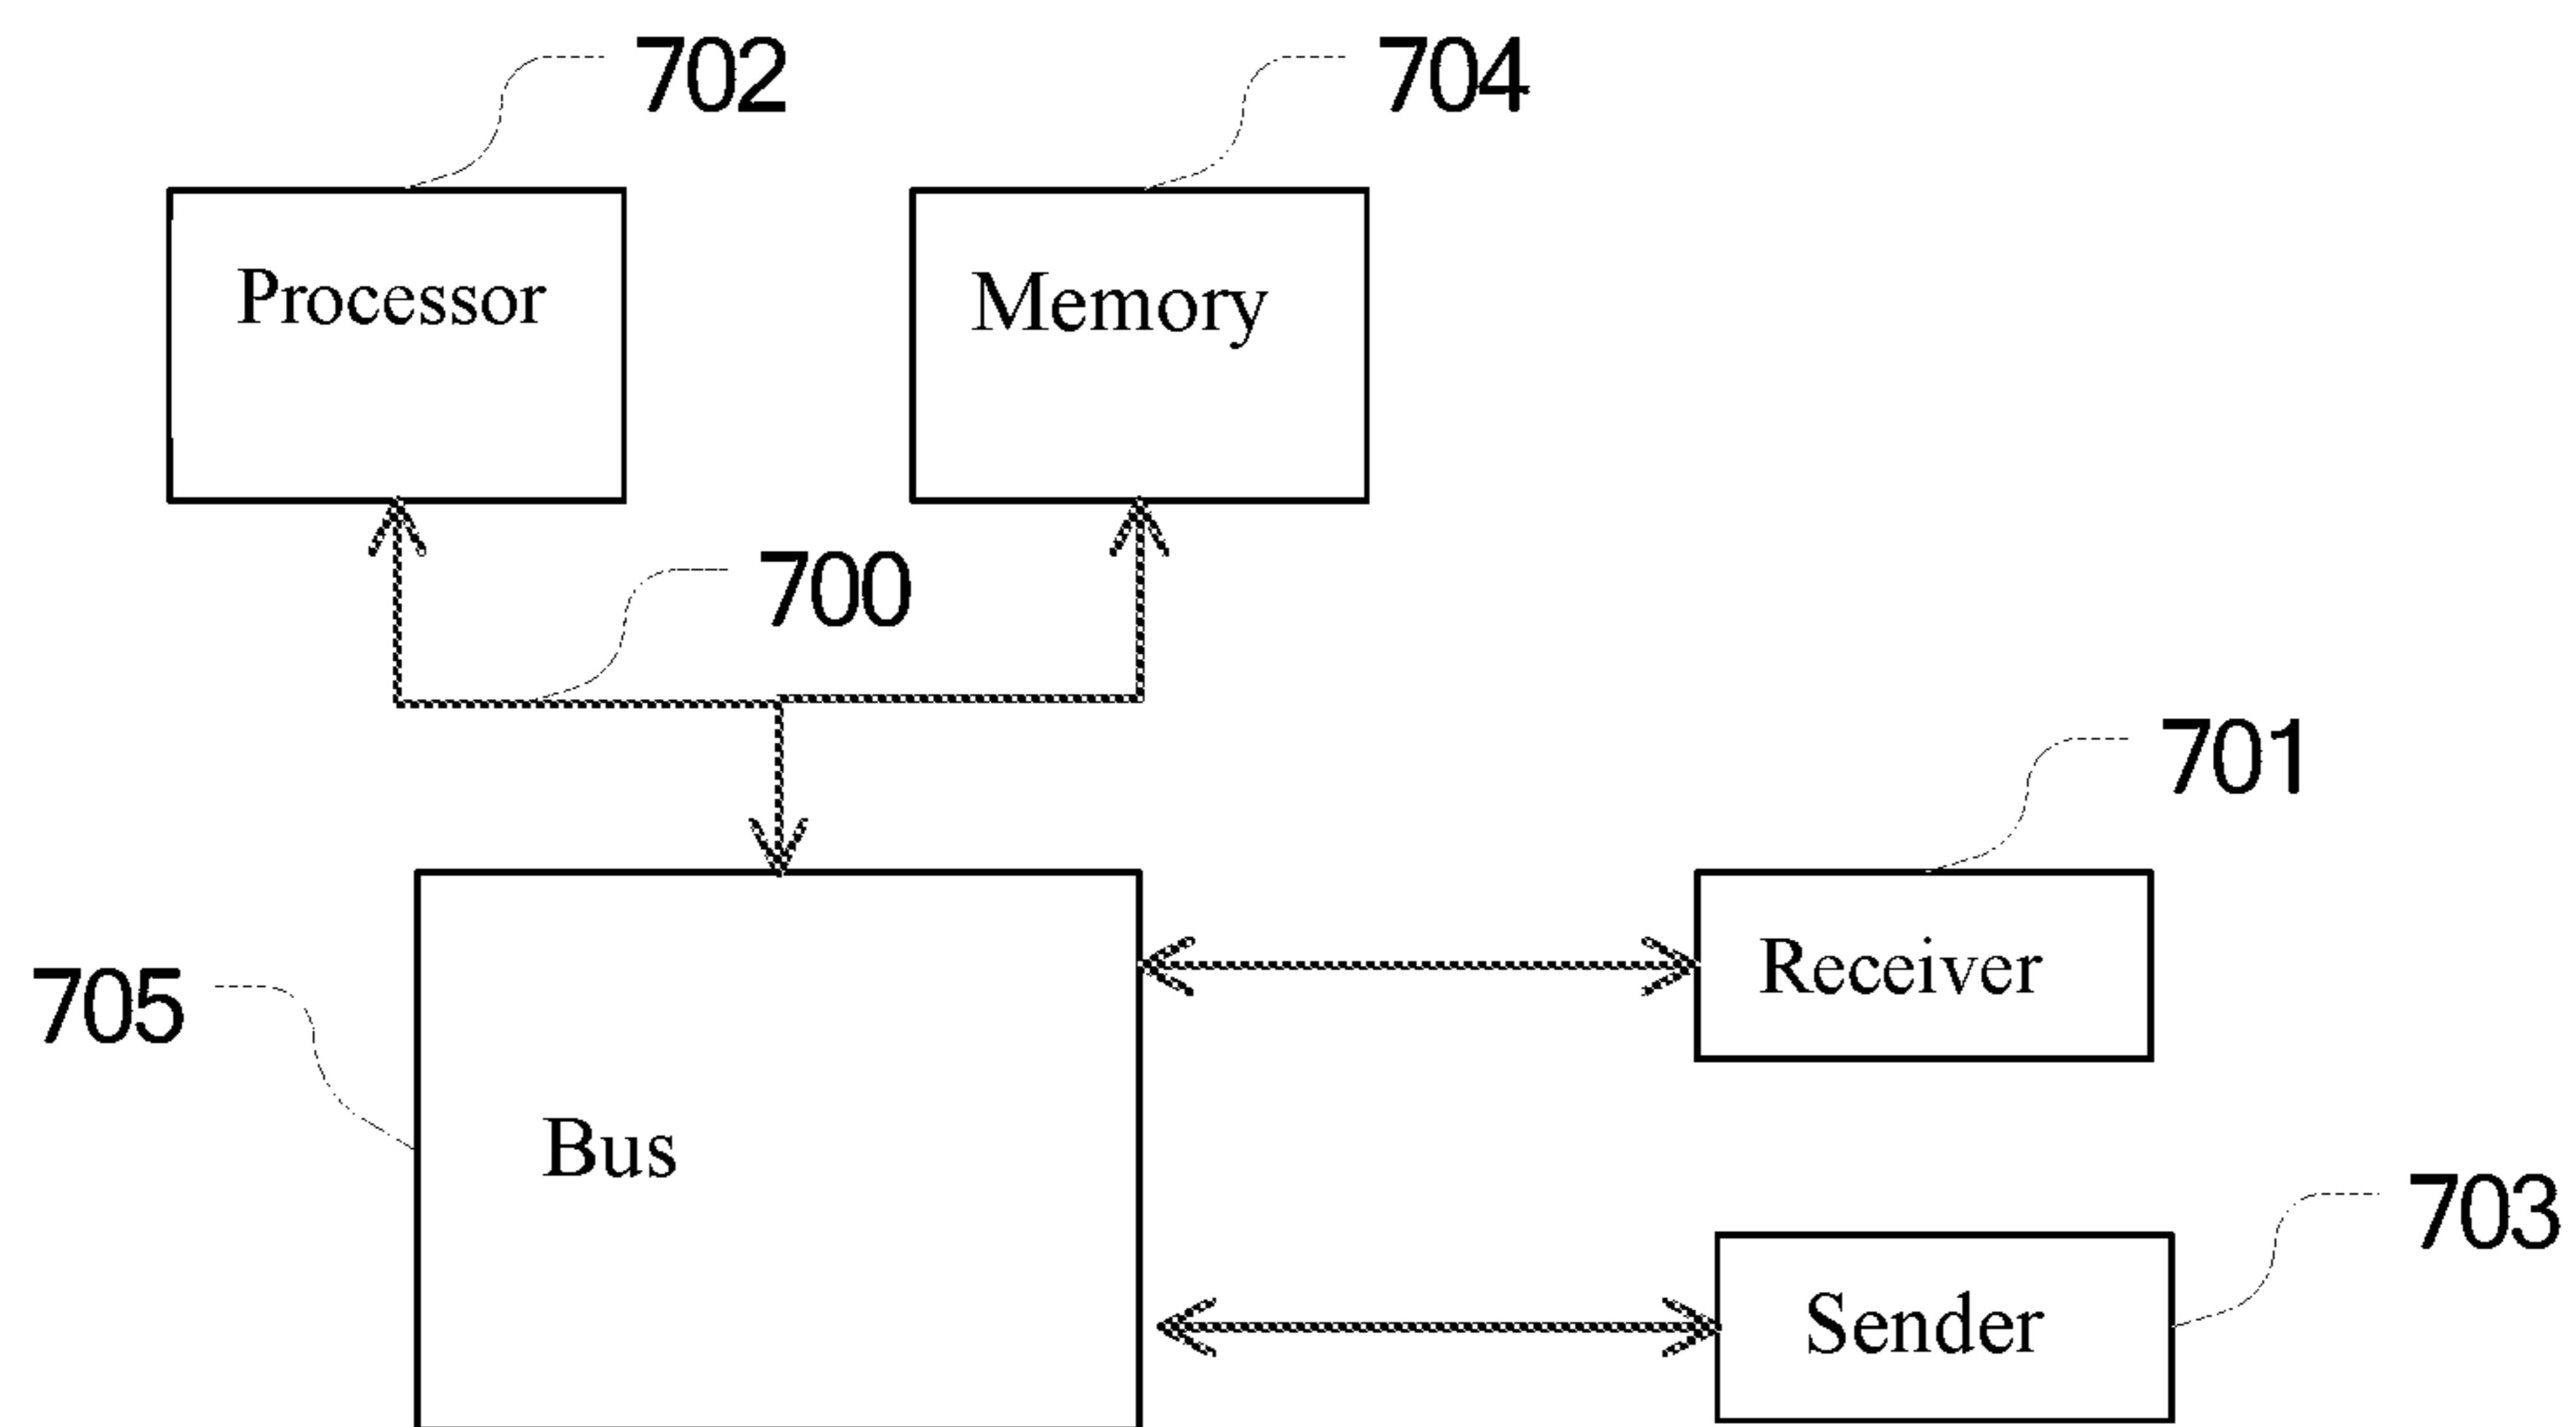 702
704
Processor
Memory
700
701
Receiver
705
Bus
703
Sender